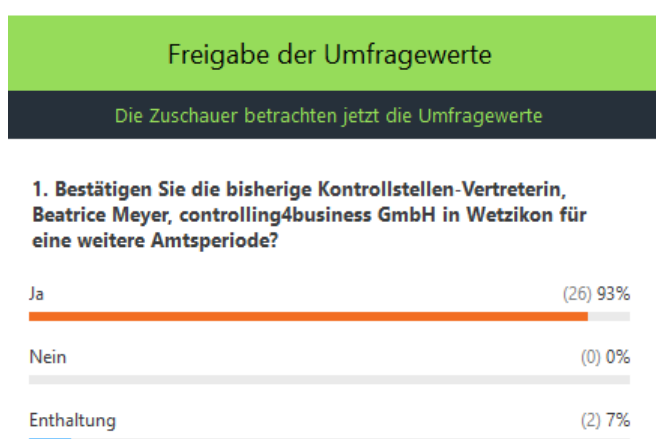 Freigabe der Umfragewerte
Die Zuschauer betrachten jetzt die Umfragewerte
1. Bestätigen Sie die bisherige Kontrollstellen-Vertreterin,
Beatrice Meyer, controlling4business GmbH in Wetzikon für
eine weitere Amtsperiode?
Ja (26) 93%
Nein (0) 0%
Enthaltung (2) 7%